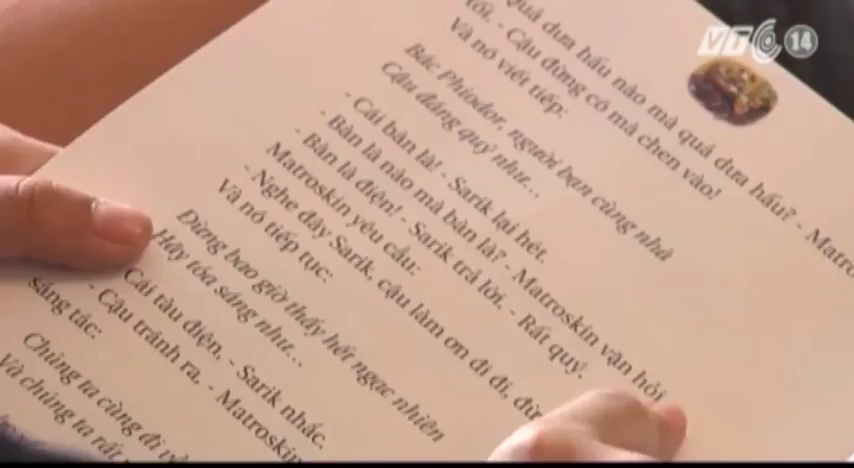 VTC 14
Quả dưa hấu nào mà quả dưa hấu? - Matro
rối. - Cậu đừng có mà chen vào!
Và nó viết tiếp:
Bác Phiodor, người bạn cùng nhà
Cậu đáng quý như...
- Cái bàn là! - Sarik lại hét.
- Bàn là nào mà bàn là? - Matroskin vặn hỏi
- Bàn là điện! - Sarik trả lời. - Rất quý.
Matroskin yêu cầu:
- Nghe đây Sarik, cậu làm ơn đi đi, đừ
Và nó tiếp tục:
Đừng bao giờ thấy hết ngạc nhiên
Hãy tỏa sáng như...
Cái tàu điện. - Sarik nhắc.
- Cậu tránh ra. - Matroskin
sáng tác:
Chúng ta cùng đi
Và chúng ta rất